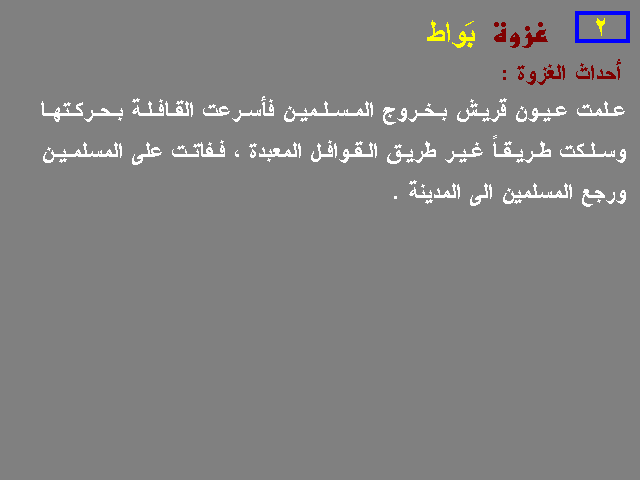 ٢
غزوة بَواط
أحداث الغزوة :
علمت عيون قريش بخروج المسلمين فأسرعت القافلة بحركتها
وسلكت طريقاً غير طريق القوافل المعبدة ، ففاتت على المسلمين
ورجع المسلمين الى المدينة .